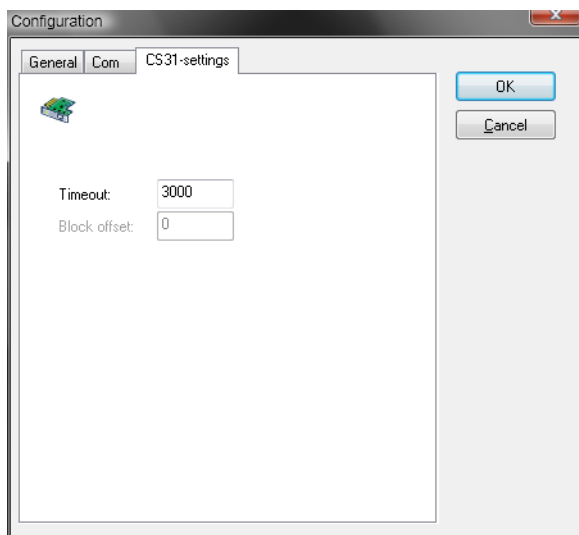 Configuration
General Com CS31-settings
OK
Cancel
Timeout: 3000
Block offset: 0